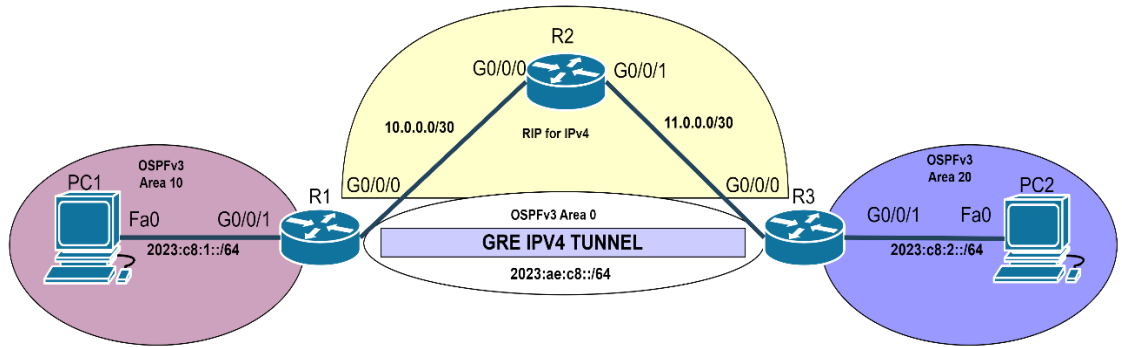 R2
G0/0/0
G0/0/1
10.0.0.0/30
11.0.0.0/30
RIP for IPv4
OSPFv3
Area 10
PC1
Fa0
G0/0/1
2023:c8:1::/64
R1
G0/0/0
OSPFv3 Area 0
GRE IPV4 TUNNEL
2023:ae:c8::/64
G0/0/0
R3
OSPFv3
Area 20
PC2
G0/0/1
Fa0
2023:c8:2::/64